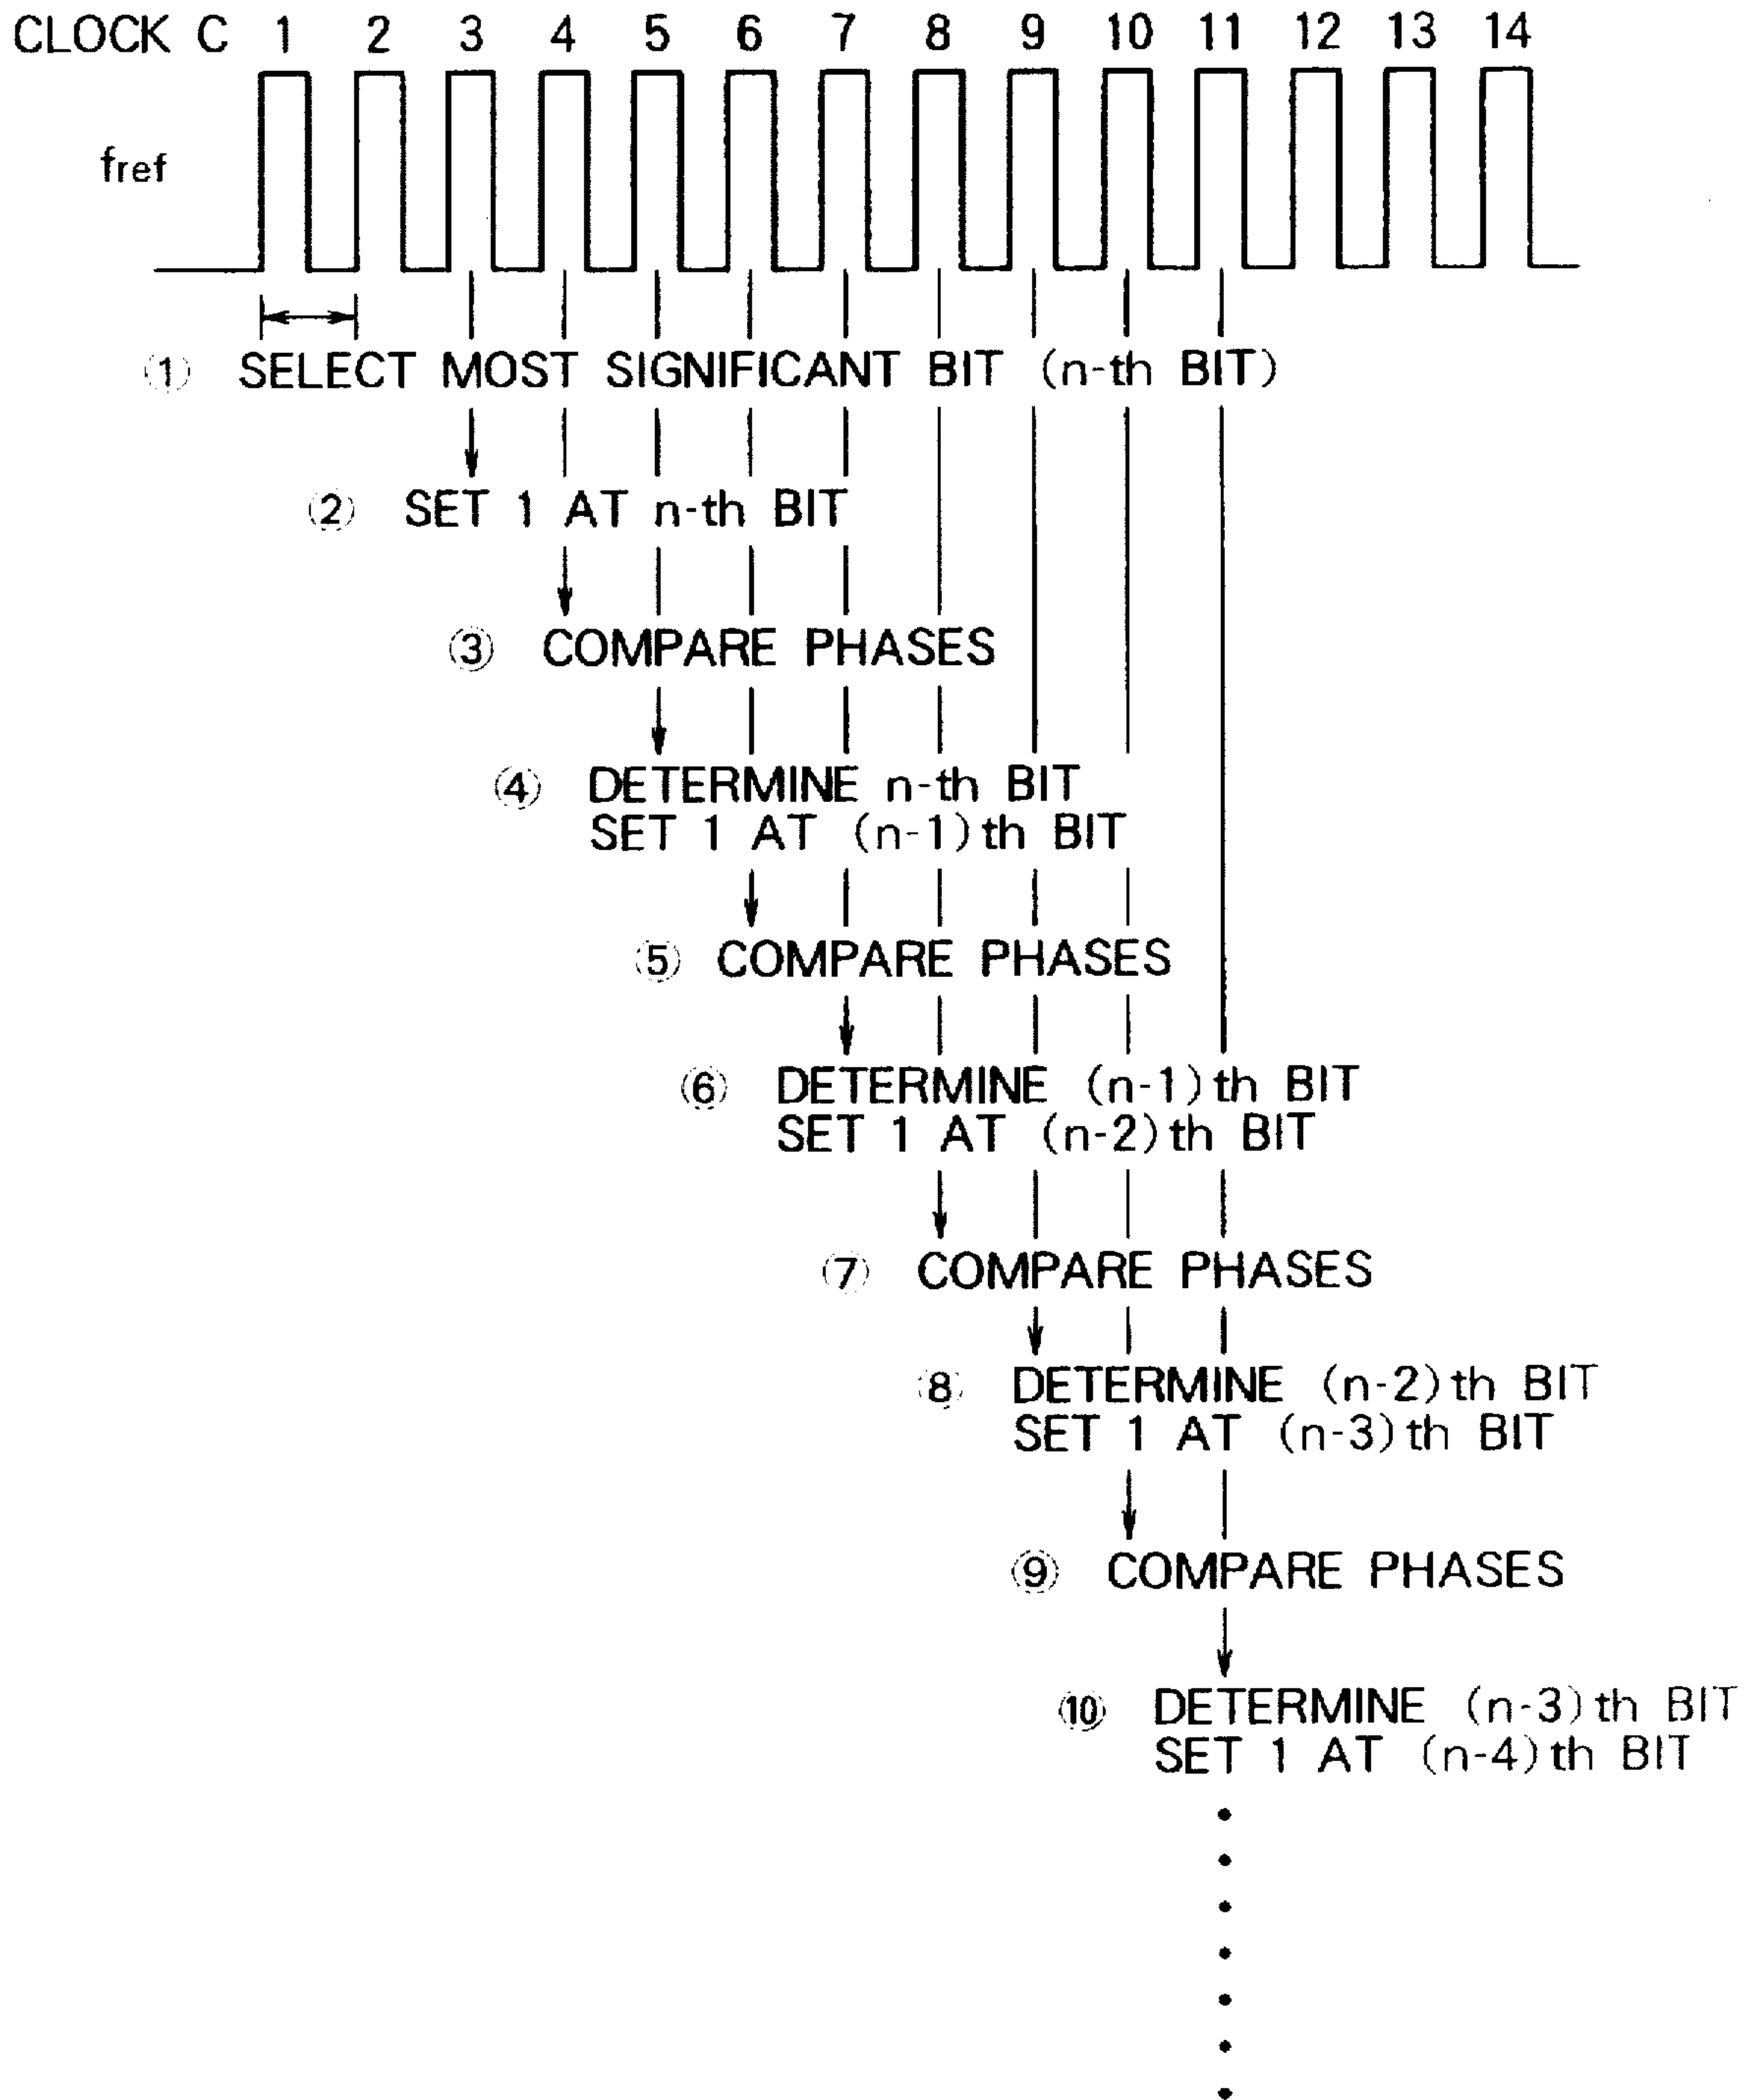 CLOCK C 1 2 3 4 5 6 7 8 9 10 11 12 13 14
fref
① SELECT MOST SIGNIFICANT BIT (n-th BIT)
② SET 1 AT n-th BIT
③ COMPARE PHASES
④ DETERMINE n-th BIT
SET 1 AT (n-1)th BIT
⑤ COMPARE PHASES
⑥ DETERMINE (n-1)th BIT
SET 1 AT (n-2)th BIT
⑦ COMPARE PHASES
⑧ DETERMINE (n-2)th BIT
SET 1 AT (n-3)th BIT
⑨ COMPARE PHASES
⑩ DETERMINE (n-3)th BIT
SET 1 AT (n-4)th BIT